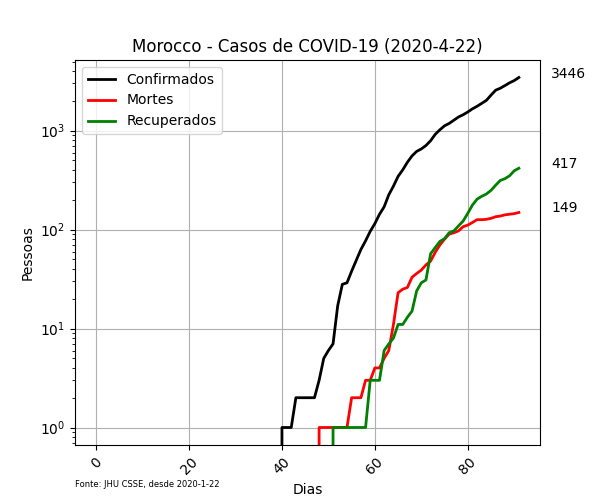 Morocco - Casos de COVID-19 (2020-4-22)
Confirmados
Mortes
Recuperados
3446
417
149
10³
10²
10¹
10⁰
Pessoas
0 20 40 60 80
Fonte: JHU CSSE, desde 2020-1-22
Dias